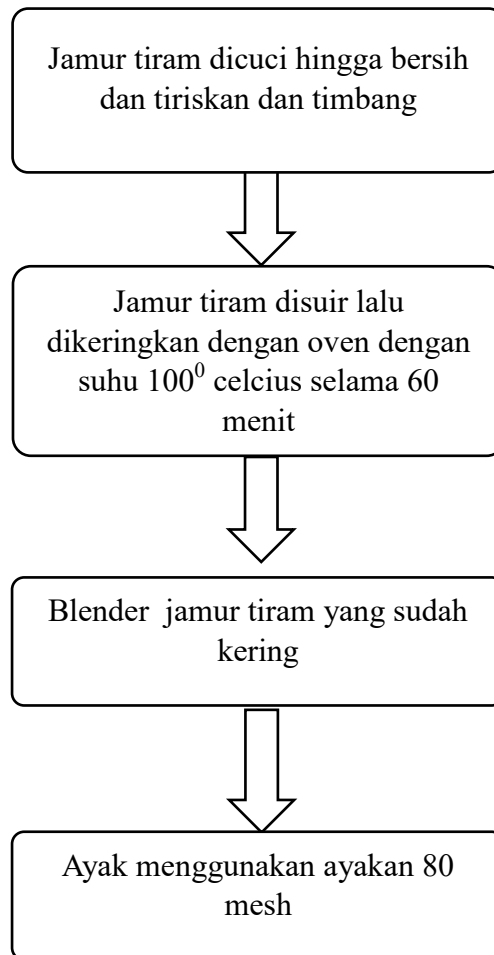 Jamur tiram dicuci hingga bersih
dan tiriskan dan timbang
Jamur tiram disuir lalu
dikeringkan dengan oven dengan
suhu 100⁰ celcius selama 60
menit
Blender jamur tiram yang sudah
kering
Ayak menggunakan ayakan 80
mesh